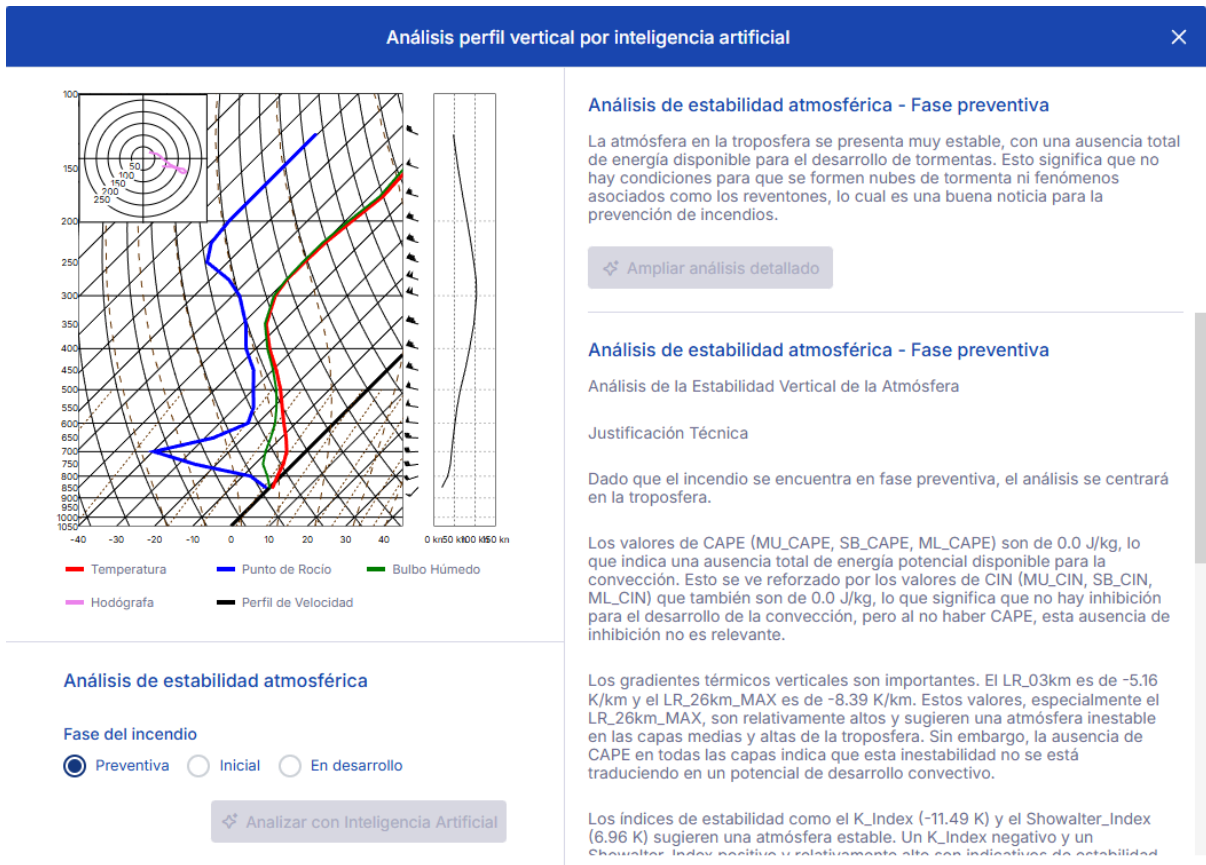 Análisis perfil vertical por inteligencia artificial
100
150
200
250
300
350
400
450
500
550
600
650
700
750
800
850
900
950
1000
1050
50
100
150
200
250
-40 -30 -20 -10 0 10 20 30 40
0 kn 50 kn 100 kn 150 kn
Temperatura Punto de Rocío Bulbo Húmedo
Hodógrafa Perfil de Velocidad
Análisis de estabilidad atmosférica
Fase del incendio
Preventiva Inicial En desarrollo
Analizar con Inteligencia Artificial
Análisis de estabilidad atmosférica - Fase preventiva
La atmósfera en la troposfera se presenta muy estable, con una ausencia total
de energía disponible para el desarrollo de tormentas. Esto significa que no
hay condiciones para que se formen nubes de tormenta ni fenómenos
asociados como los reventones, lo cual es una buena noticia para la
prevención de incendios.
Ampliar análisis detallado
Análisis de estabilidad atmosférica - Fase preventiva
Análisis de la Estabilidad Vertical de la Atmósfera
Justificación Técnica
Dado que el incendio se encuentra en fase preventiva, el análisis se centrará
en la troposfera.
Los valores de CAPE (MU_CAPE, SB_CAPE, ML_CAPE) son de 0.0 J/kg, lo
que indica una ausencia total de energía potencial disponible para la
convección. Esto se ve reforzado por los valores de CIN (MU_CIN, SB_CIN,
ML_CIN) que también son de 0.0 J/kg, lo que significa que no hay inhibición
para el desarrollo de la convección, pero al no haber CAPE, esta ausencia de
inhibición no es relevante.
Los gradientes térmicos verticales son importantes. El LR_03km es de -5.16
K/km y el LR_26km_MAX es de -8.39 K/km. Estos valores, especialmente el
LR_26km_MAX, son relativamente altos y sugieren una atmósfera inestable
en las capas medias y altas de la troposfera. Sin embargo, la ausencia de
CAPE en todas las capas indica que esta inestabilidad no se está
traduciendo en un potencial de desarrollo convectivo.
Los índices de estabilidad como el K_Index (-11.49 K) y el Showalter_Index
(6.96 K) sugieren una atmósfera estable. Un K_Index negativo y un
Showalter_Index positivo y relativamente alto son indicativos de estabilidad